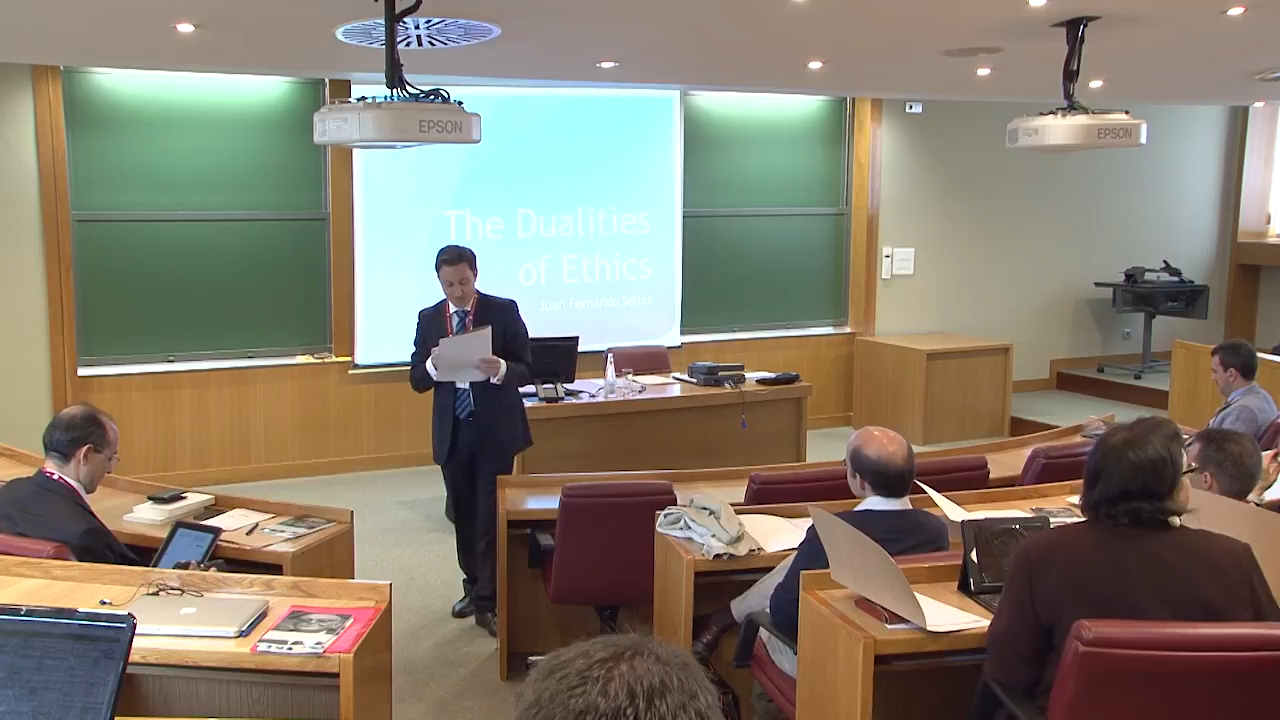 EPSON
EPSON
The Dualities
of Ethics
Juan Fernando Sellés